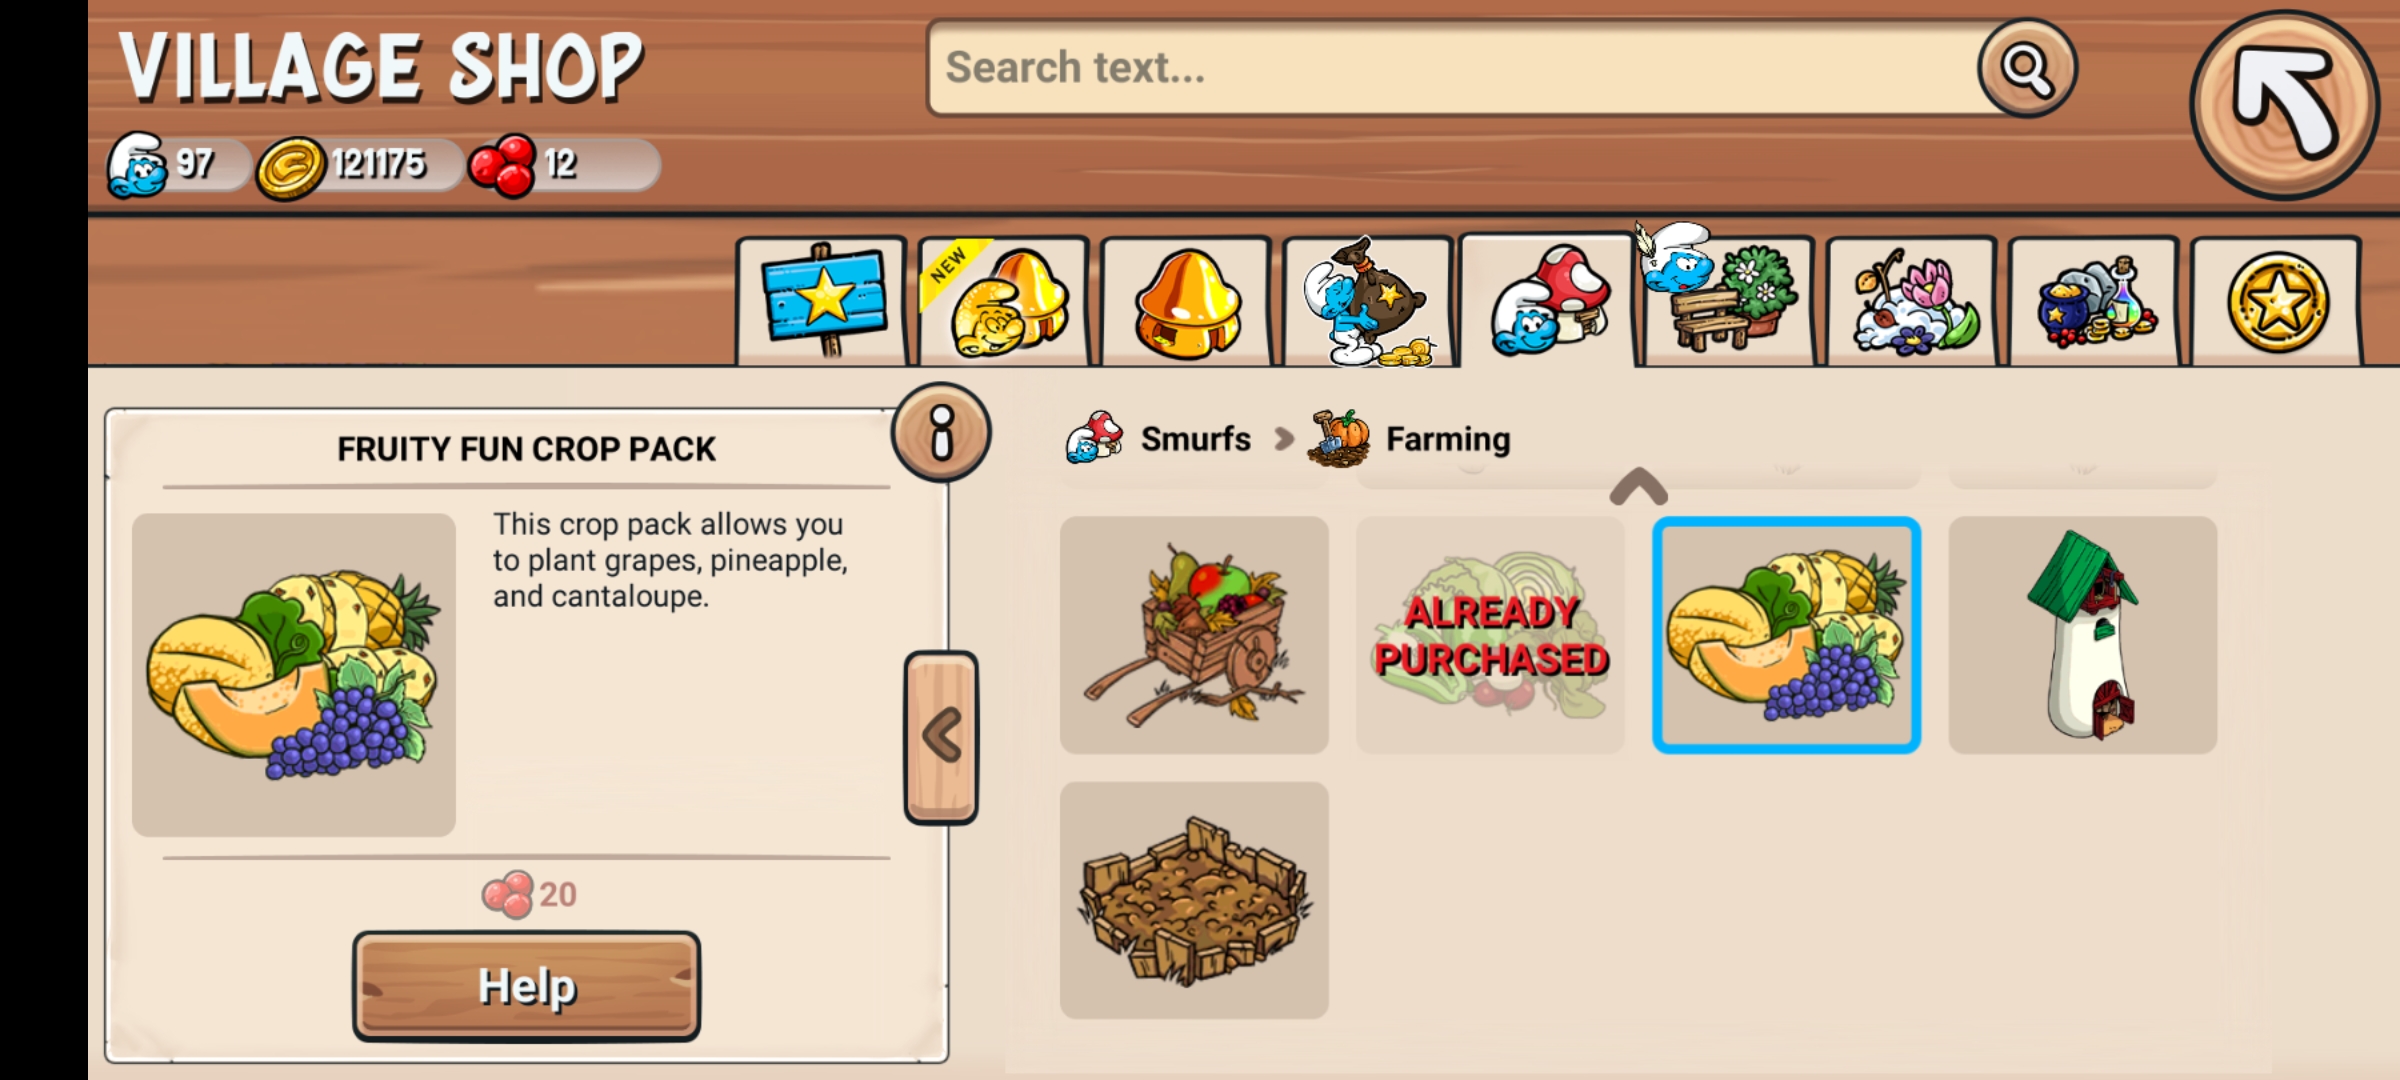 VILLAGE SHOP
Search text...
97
121175
12
NEW
FRUITY FUN CROP PACK
This crop pack allows you
to plant grapes, pineapple,
and cantaloupe.
20
Help
Smurfs
Farming
ALREADY
PURCHASED